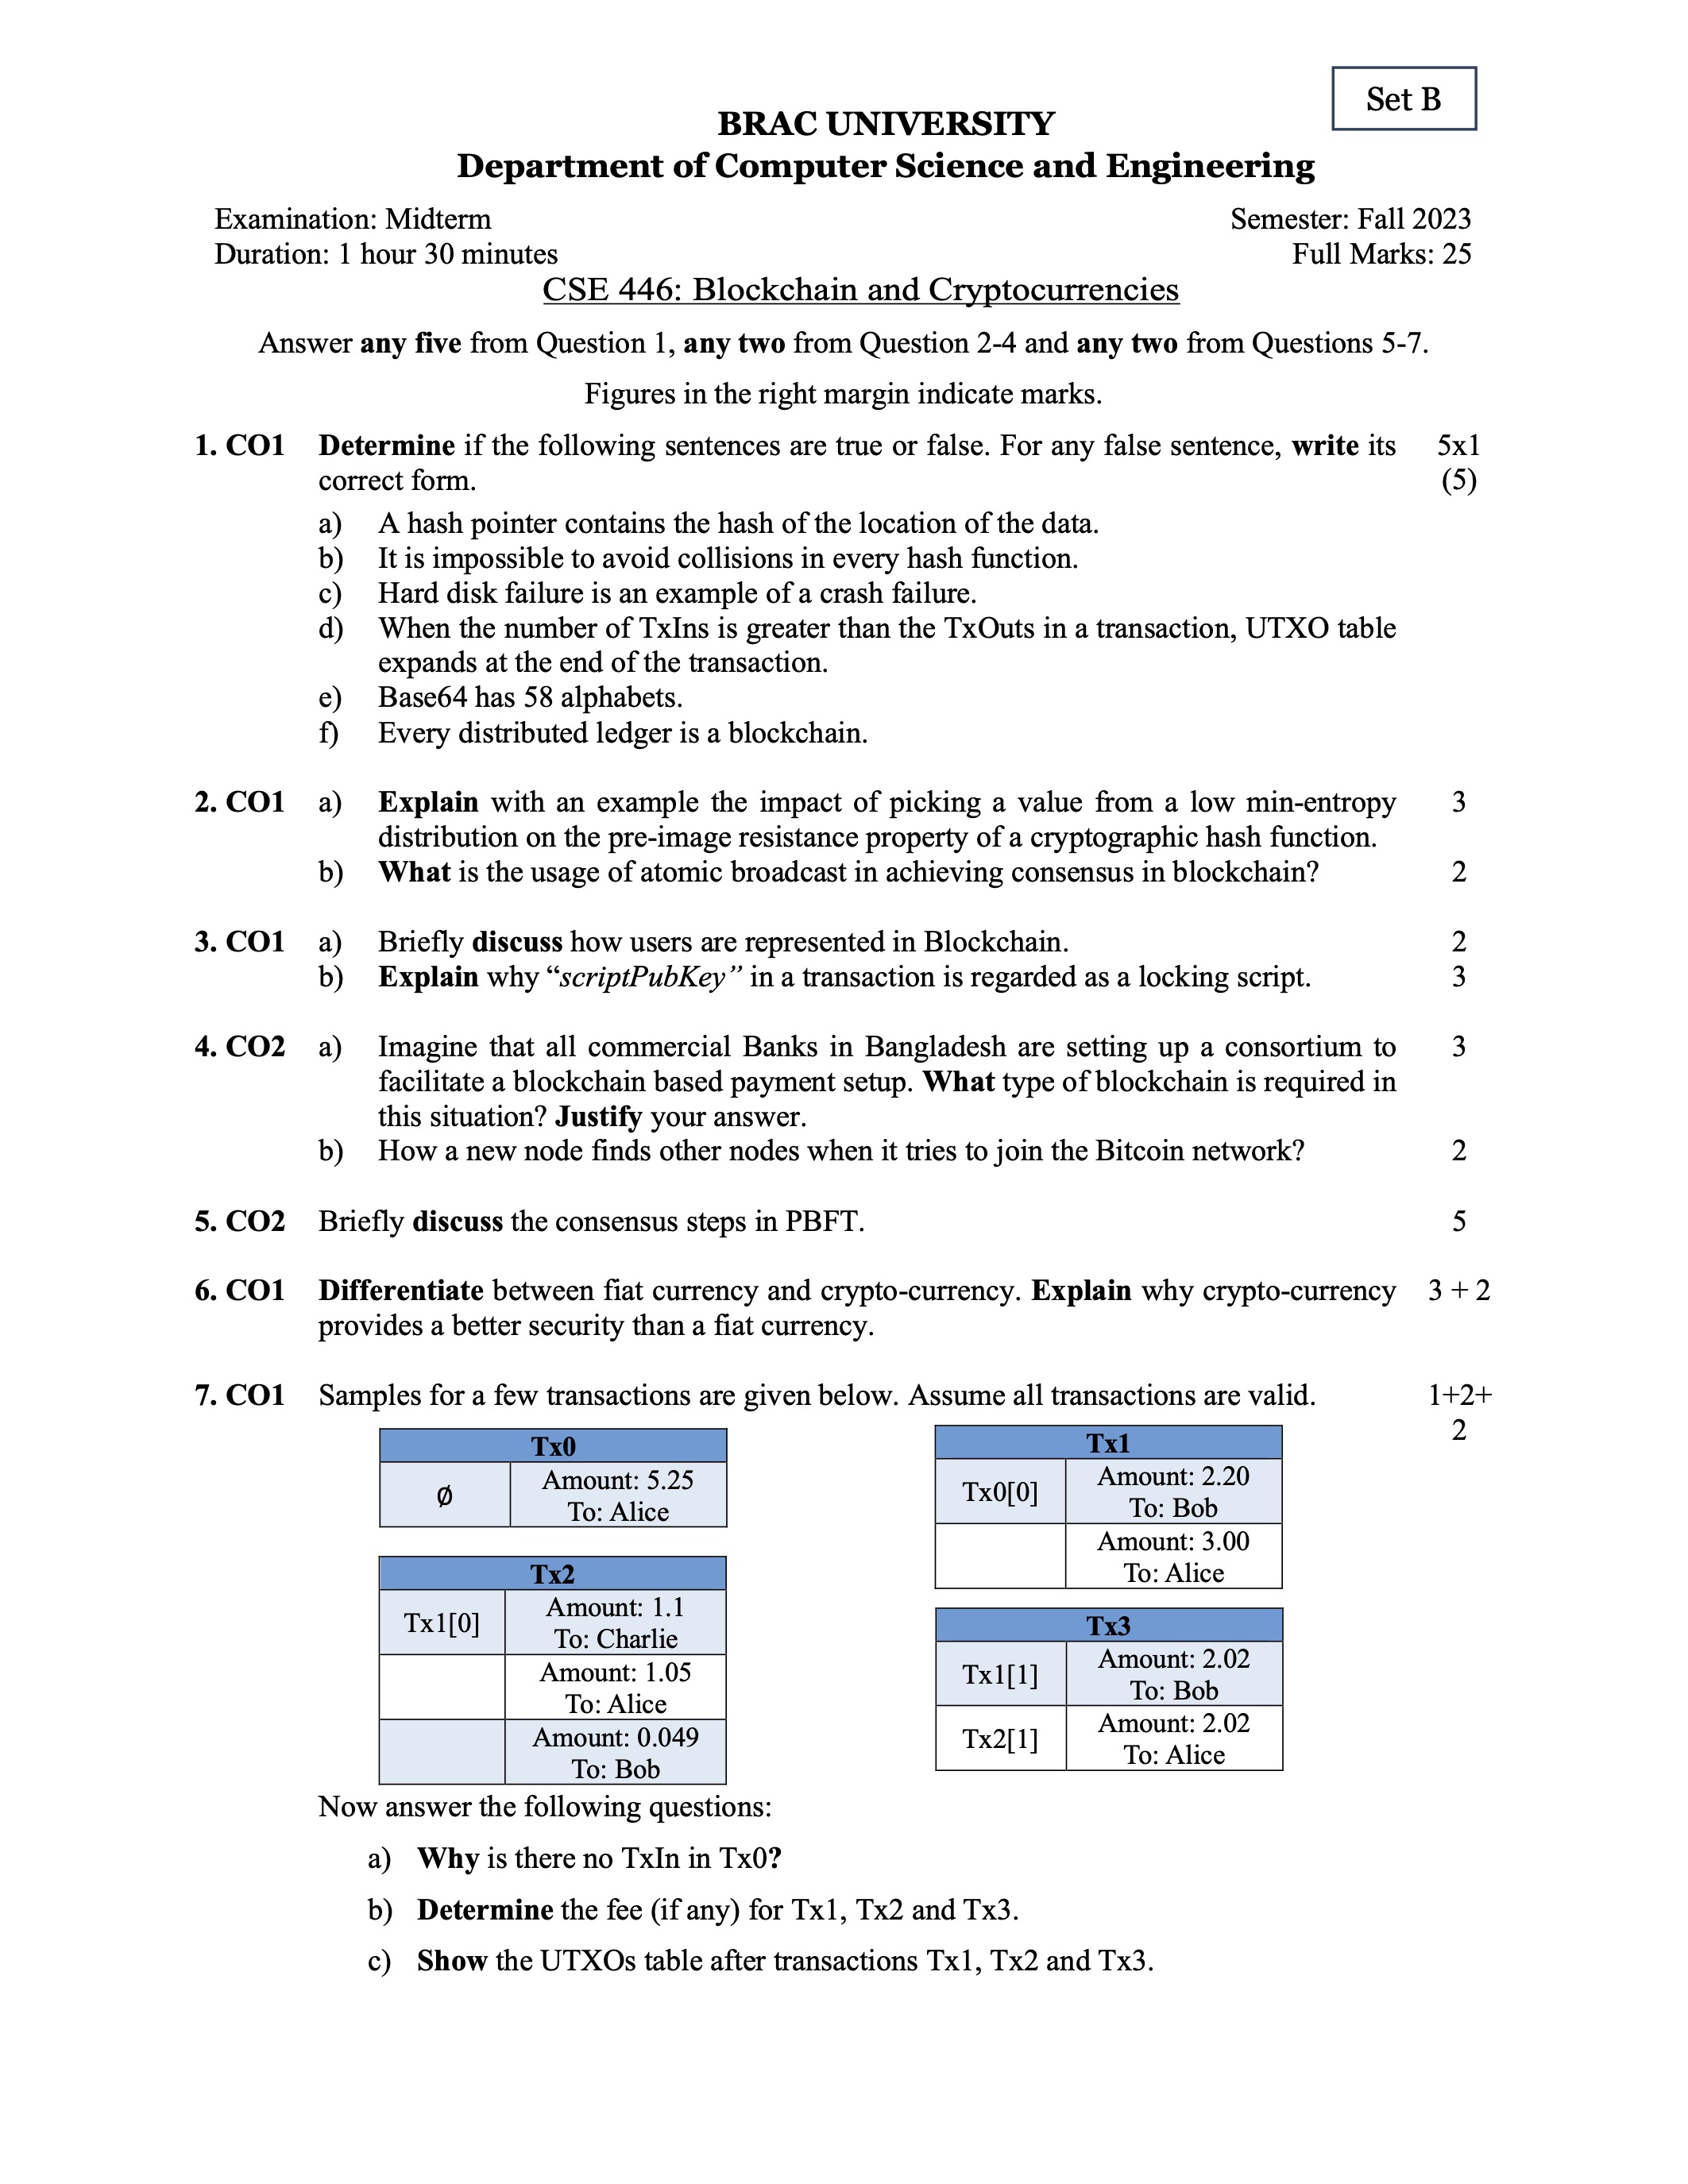 Set B
BRAC UNIVERSITY
Department of Computer Science and Engineering
Examination: Midterm Semester: Fall 2023
Duration: 1 hour 30 minutes Full Marks: 25
CSE 446: Blockchain and Cryptocurrencies
Answer any five from Question 1, any two from Question 2-4 and any two from Questions 5-7.
Figures in the right margin indicate marks.
1. CO1 Determine if the following sentences are true or false. For any false sentence, write its 5x1
correct form. (5)
a) A hash pointer contains the hash of the location of the data.
b) It is impossible to avoid collisions in every hash function.
c) Hard disk failure is an example of a crash failure.
d) When the number of TxIns is greater than the TxOuts in a transaction, UTXO table
expands at the end of the transaction.
e) Base64 has 58 alphabets.
f) Every distributed ledger is a blockchain.
2. CO1 a) Explain with an example the impact of picking a value from a low min-entropy 3
distribution on the pre-image resistance property of a cryptographic hash function.
b) What is the usage of atomic broadcast in achieving consensus in blockchain? 2
3. CO1 a) Briefly discuss how users are represented in Blockchain. 2
b) Explain why “scriptPubKey” in a transaction is regarded as a locking script. 3
4. CO2 a) Imagine that all commercial Banks in Bangladesh are setting up a consortium to 3
facilitate a blockchain based payment setup. What type of blockchain is required in
this situation? Justify your answer.
b) How a new node finds other nodes when it tries to join the Bitcoin network? 2
5. CO2 Briefly discuss the consensus steps in PBFT. 5
6. CO1 Differentiate between fiat currency and crypto-currency. Explain why crypto-currency 3 + 2
provides a better security than a fiat currency.
7. CO1 Samples for a few transactions are given below. Assume all transactions are valid. 1+2+
2
Tx0
∅ Amount: 5.25
To: Alice
Tx1
Tx0[0] Amount: 2.20
To: Bob
Amount: 3.00
To: Alice
Tx2
Tx1[0] Amount: 1.1
To: Charlie
Amount: 1.05
To: Alice
Amount: 0.049
To: Bob
Tx3
Tx1[1] Amount: 2.02
To: Bob
Tx2[1] Amount: 2.02
To: Alice
Now answer the following questions:
a) Why is there no TxIn in Tx0?
b) Determine the fee (if any) for Tx1, Tx2 and Tx3.
c) Show the UTXOs table after transactions Tx1, Tx2 and Tx3.